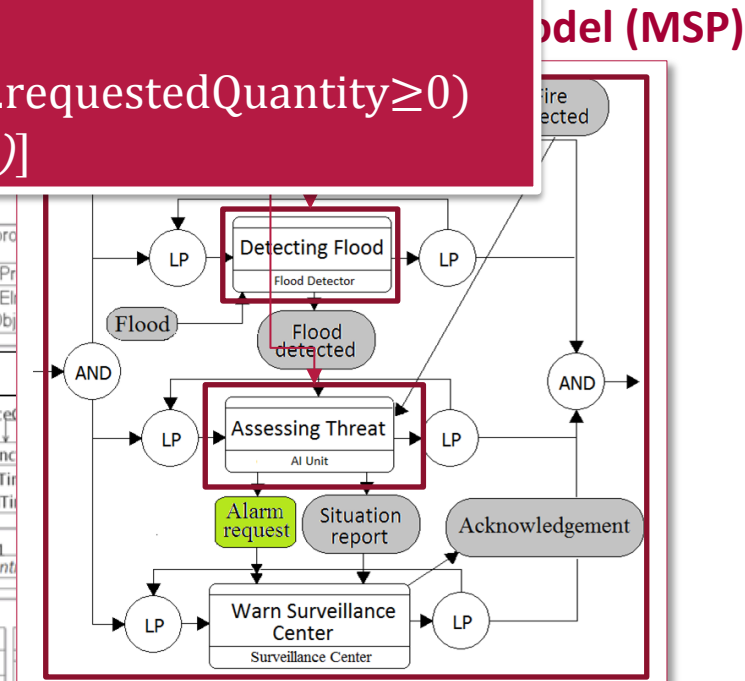 odel (MSP)
.requestedQuantity≥0)
)]
ire
ected
LP
Detecting Flood
Flood Detector
LP
Flood
Flood
detected
AND
AND
LP
Assessing Threat
AI Unit
LP
Alarm
request
Situation
report
Acknowledgement
LP
Warn Surveillance
Center
Surveillance Center
LP